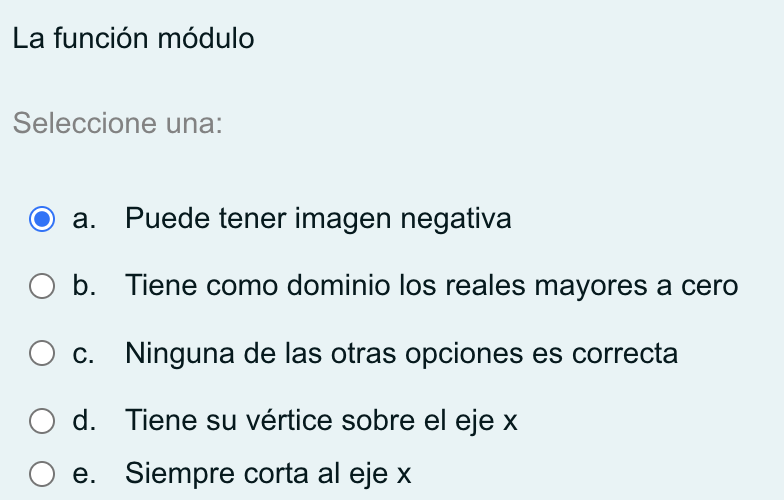 La función módulo
Seleccione una:
a. Puede tener imagen negativa
b. Tiene como dominio los reales mayores a cero
c. Ninguna de las otras opciones es correcta
d. Tiene su vértice sobre el eje x
e. Siempre corta al eje x